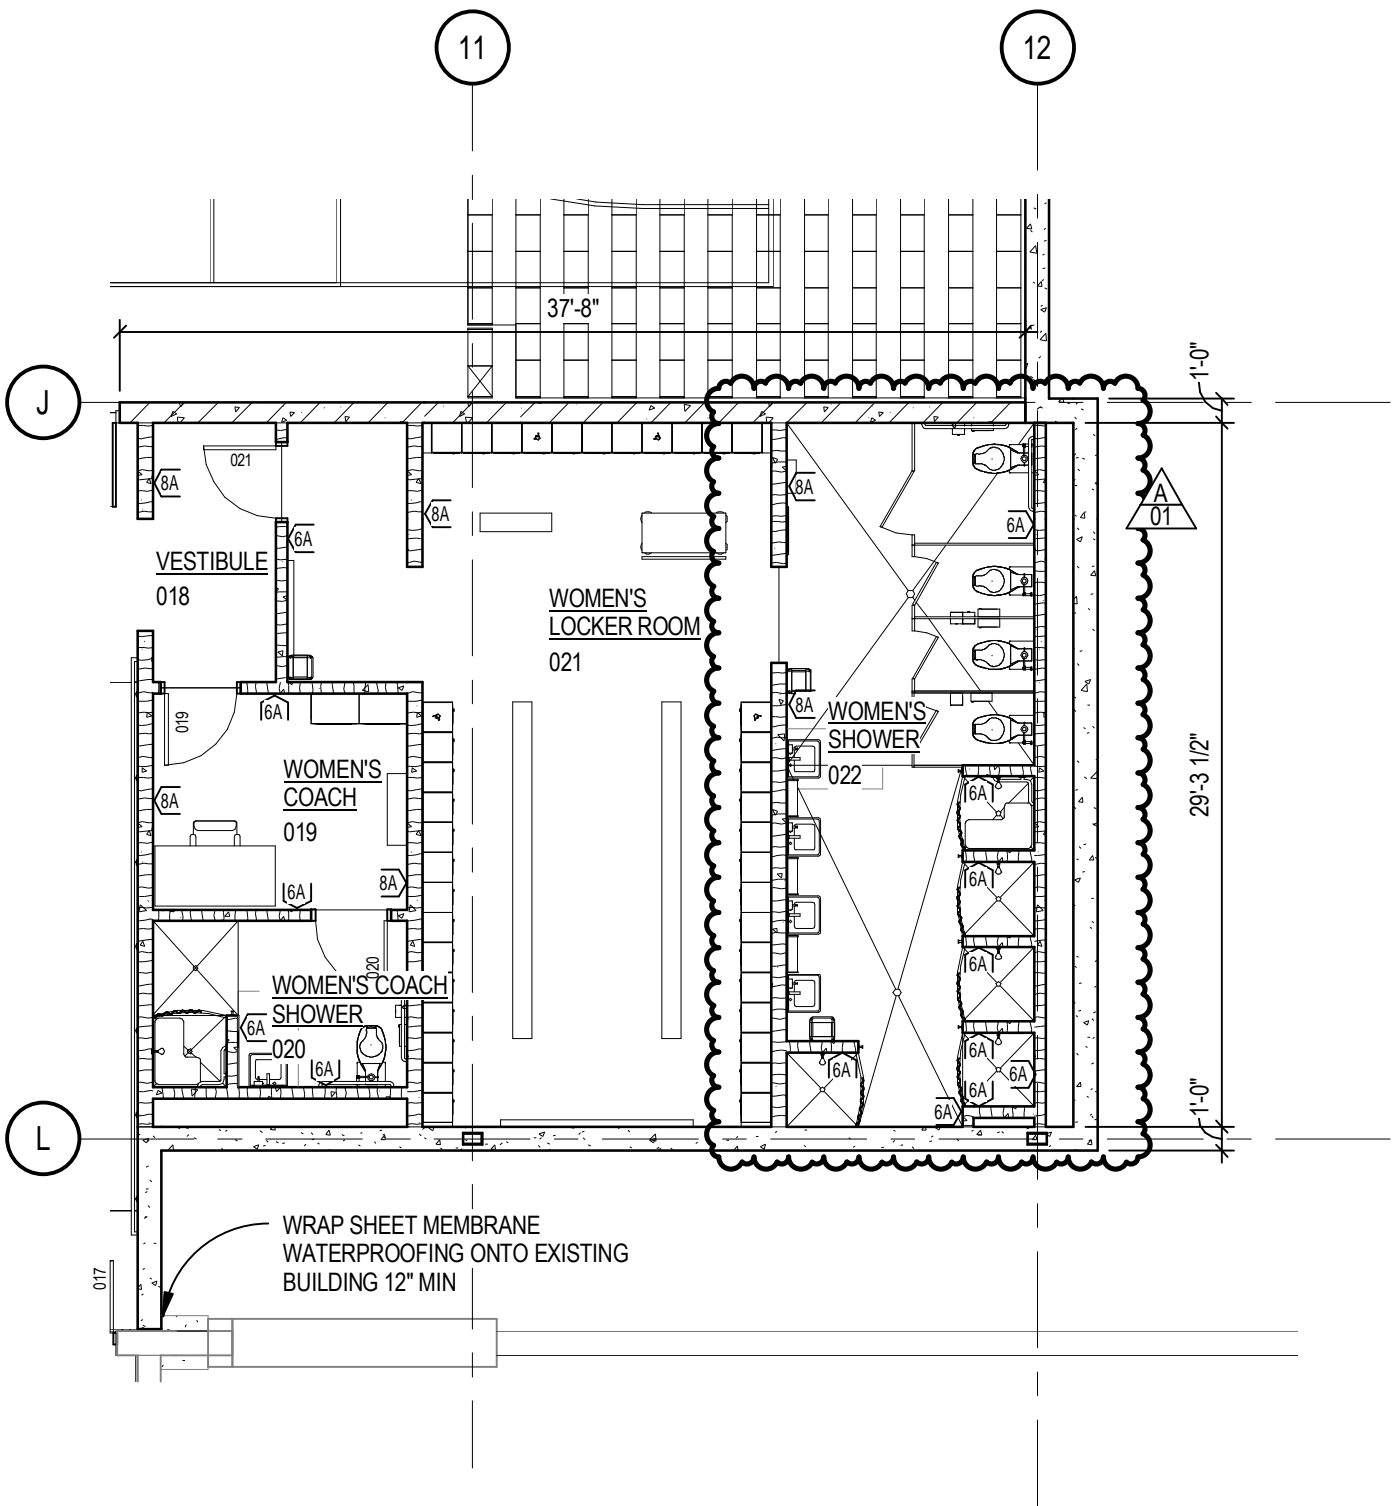 11
12
37'-8"
J
1'-0"
021
8A
8A
8A
A
01
6A
6A
VESTIBULE
018
WOMEN'S
LOCKER ROOM
021
019
6A
8A
WOMEN'S
SHOWER
022
WOMEN'S
COACH
019
8A
6A
29'-3 1/2"
8A
6A
6A
6A
020
WOMEN'S COACH
SHOWER
020
6A
6A
6A
6A
6A
6A
6A
L
1'-0"
WRAP SHEET MEMBRANE
WATERPROOFING ONTO EXISTING
BUILDING 12" MIN
017